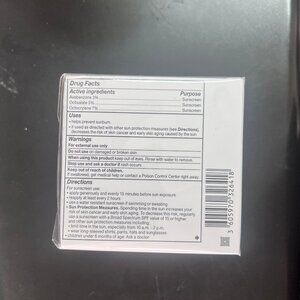 Drug Facts
Active ingredients Purpose
Avobenzone 3% Sunscreen
Octisalate 5% Sunscreen
Octocrylene 7% Sunscreen
Uses
• helps prevent sunburn.
• if used as directed with other sun protection measures (see Directions),
decreases the risk of skin cancer and early skin aging caused by the sun.
Warnings
For external use only
Do not use on damaged or broken skin
When using this product keep out of eyes. Rinse with water to remove.
Stop use and ask a doctor if rash occurs.
Keep out of reach of children.
If swallowed, get medical help or contact a Poison Control Center right away.
Directions
For sunscreen use:
• apply generously and evenly 15 minutes before sun exposure
• reapply at least every 2 hours
• use a water resistant sunscreen if swimming or sweating
• Sun Protection Measures. Spending time in the sun increases your
risk of skin cancer and early skin aging. To decrease this risk, regularly
use a sunscreen with a Broad Spectrum SPF value of 15 or higher
and other sun protection measures including:
• limit time in the sun, especially from 10 a.m. - 2 p.m.
• wear long-sleeved shirts, pants, hats and sunglasses
• children under 6 months of age: Ask a doctor
3 605970 326418